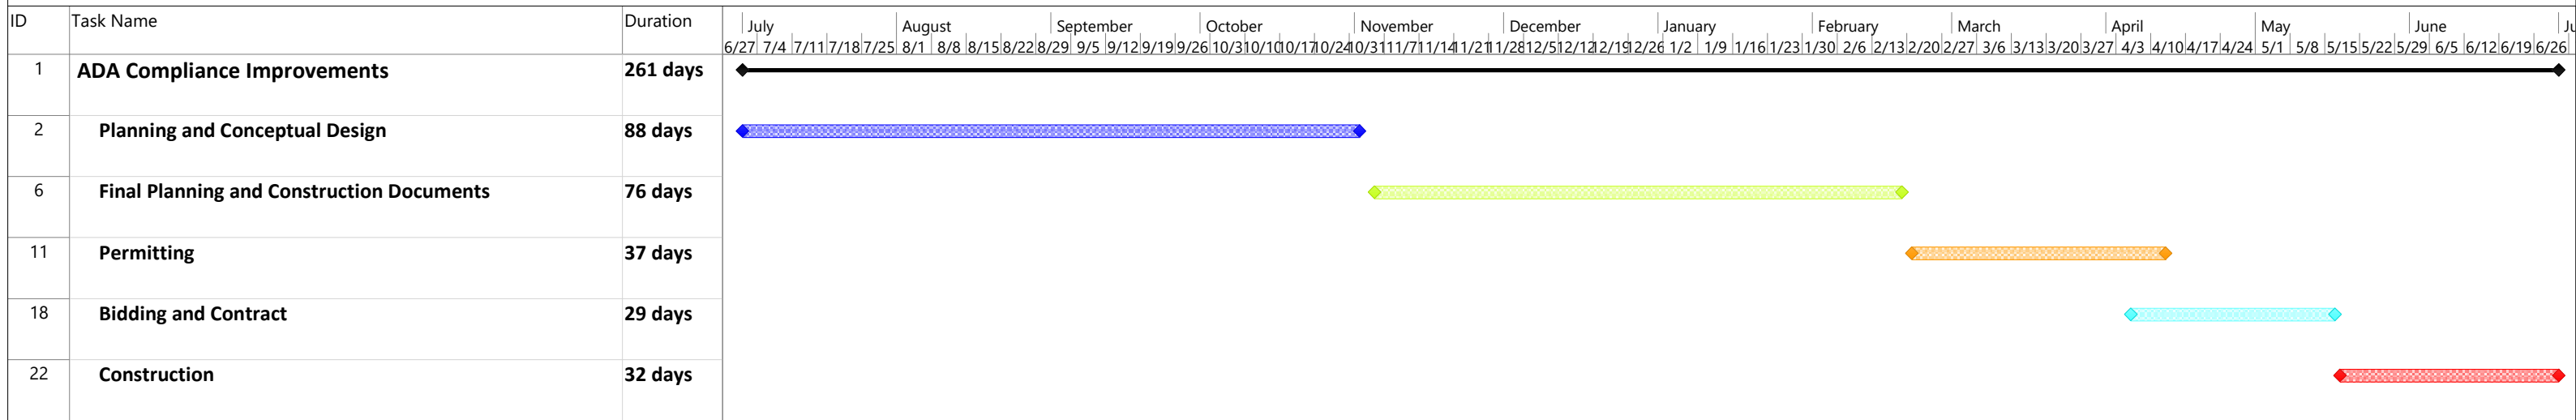 ID Task Name Duration July August September October November December January February March April May June Ju
6/27 7/4 7/11 7/18 7/25 8/1 8/8 8/15 8/22 8/29 9/5 9/12 9/19 9/26 10/3 10/10 10/17 10/24 10/31 11/7 11/14 11/21 11/28 12/5 12/12 12/19 12/26 1/2 1/9 1/16 1/23 1/30 2/6 2/13 2/20 2/27 3/6 3/13 3/20 3/27 4/3 4/10 4/17 4/24 5/1 5/8 5/15 5/22 5/29 6/5 6/12 6/19 6/26
1 ADA Compliance Improvements 261 days
2 Planning and Conceptual Design 88 days
6 Final Planning and Construction Documents 76 days
11 Permitting 37 days
18 Bidding and Contract 29 days
22 Construction 32 days